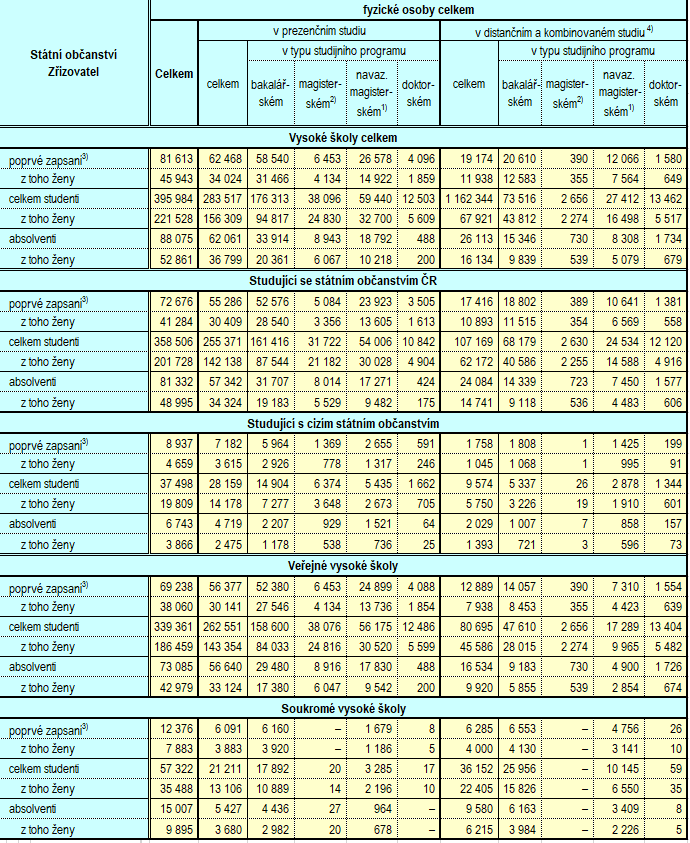 Státní občanství
Zřizovatel
fyzické osoby celkem
Celkem
v prezenčním studiu
v distančním a kombinovaném studiu 4)
celkem
v typu studijního programu
celkem
v typu studijního programu
bakalář-
ském
magister-
ském2)
navaz.
magister-
ském1)
doktor-
ském
bakalář-
ském
magister-
ském2)
navaz.
magister-
ském1)
doktor-
ském
Vysoké školy celkem
poprvé zapsaní3) 81 613 62 468 58 540 6 453 26 578 4 096 19 174 20 610 390 12 066 1 580
z toho ženy 45 943 34 024 31 466 4 134 14 922 1 859 11 938 12 583 355 7 564 649
celkem studenti 395 984 283 517 176 313 38 096 59 440 12 503 1 162 344 73 516 2 656 27 412 13 462
z toho ženy 221 528 156 309 94 817 24 830 32 700 5 609 67 921 43 812 2 274 16 498 5 517
absolventi 88 075 62 061 33 914 8 943 18 792 488 26 113 15 346 730 8 308 1 734
z toho ženy 52 861 36 799 20 361 6 067 10 218 200 16 134 9 839 539 5 079 679
Studující se státním občanstvím ČR
poprvé zapsaní3) 72 676 55 286 52 576 5 084 23 923 3 505 17 416 18 802 389 10 641 1 381
z toho ženy 41 284 30 409 28 540 3 356 13 605 1 613 10 893 11 515 354 6 569 558
celkem studenti 358 506 255 371 161 416 31 722 54 006 10 842 107 169 68 179 2 630 24 534 12 120
z toho ženy 201 728 142 138 87 544 21 182 30 028 4 904 62 172 40 586 2 255 14 588 4 916
absolventi 81 332 57 342 31 707 8 014 17 271 424 24 084 14 339 723 7 450 1 577
z toho ženy 48 995 34 324 19 183 5 529 9 482 175 14 741 9 118 536 4 483 606
Studující s cizím státním občanstvím
poprvé zapsaní3) 8 937 7 182 5 964 1 369 2 655 591 1 758 1 808 1 1 425 199
z toho ženy 4 659 3 615 2 926 778 1 317 246 1 045 1 068 1 995 91
celkem studenti 37 498 28 159 14 904 6 374 5 435 1 662 9 574 5 337 26 2 878 1 344
z toho ženy 19 809 14 178 7 277 3 648 2 673 705 5 750 3 226 19 1 910 601
absolventi 6 743 4 719 2 207 929 1 521 64 2 029 1 007 7 858 157
z toho ženy 3 866 2 475 1 178 538 736 25 1 393 721 3 596 73
Veřejné vysoké školy
poprvé zapsaní3) 69 238 56 377 52 380 6 453 24 899 4 088 12 889 14 057 390 7 310 1 554
z toho ženy 38 060 30 141 27 546 4 134 13 736 1 854 7 938 8 453 355 4 423 639
celkem studenti 339 361 262 551 158 600 38 076 56 175 12 486 80 695 47 610 2 656 17 289 13 404
z toho ženy 186 459 143 354 84 033 24 816 30 520 5 599 45 586 28 015 2 274 9 965 5 482
absolventi 73 085 56 640 29 480 8 916 17 830 488 16 534 9 183 730 4 900 1 726
z toho ženy 42 979 33 124 17 380 6 047 9 542 200 9 920 5 855 539 2 854 674
Soukromé vysoké školy
poprvé zapsaní3) 12 376 6 091 6 160 – 1 679 8 6 285 6 553 – 4 756 26
z toho ženy 7 883 3 883 3 920 – 1 186 5 4 000 4 130 – 3 141 10
celkem studenti 57 322 21 211 17 892 20 3 285 17 36 152 25 956 – 10 145 59
z toho ženy 35 488 13 106 10 889 14 2 196 10 22 405 15 826 – 6 550 35
absolventi 15 007 5 427 4 436 27 964 – 9 580 6 163 – 3 409 8
z toho ženy 9 895 3 680 2 982 20 678 – 6 215 3 984 – 2 226 5